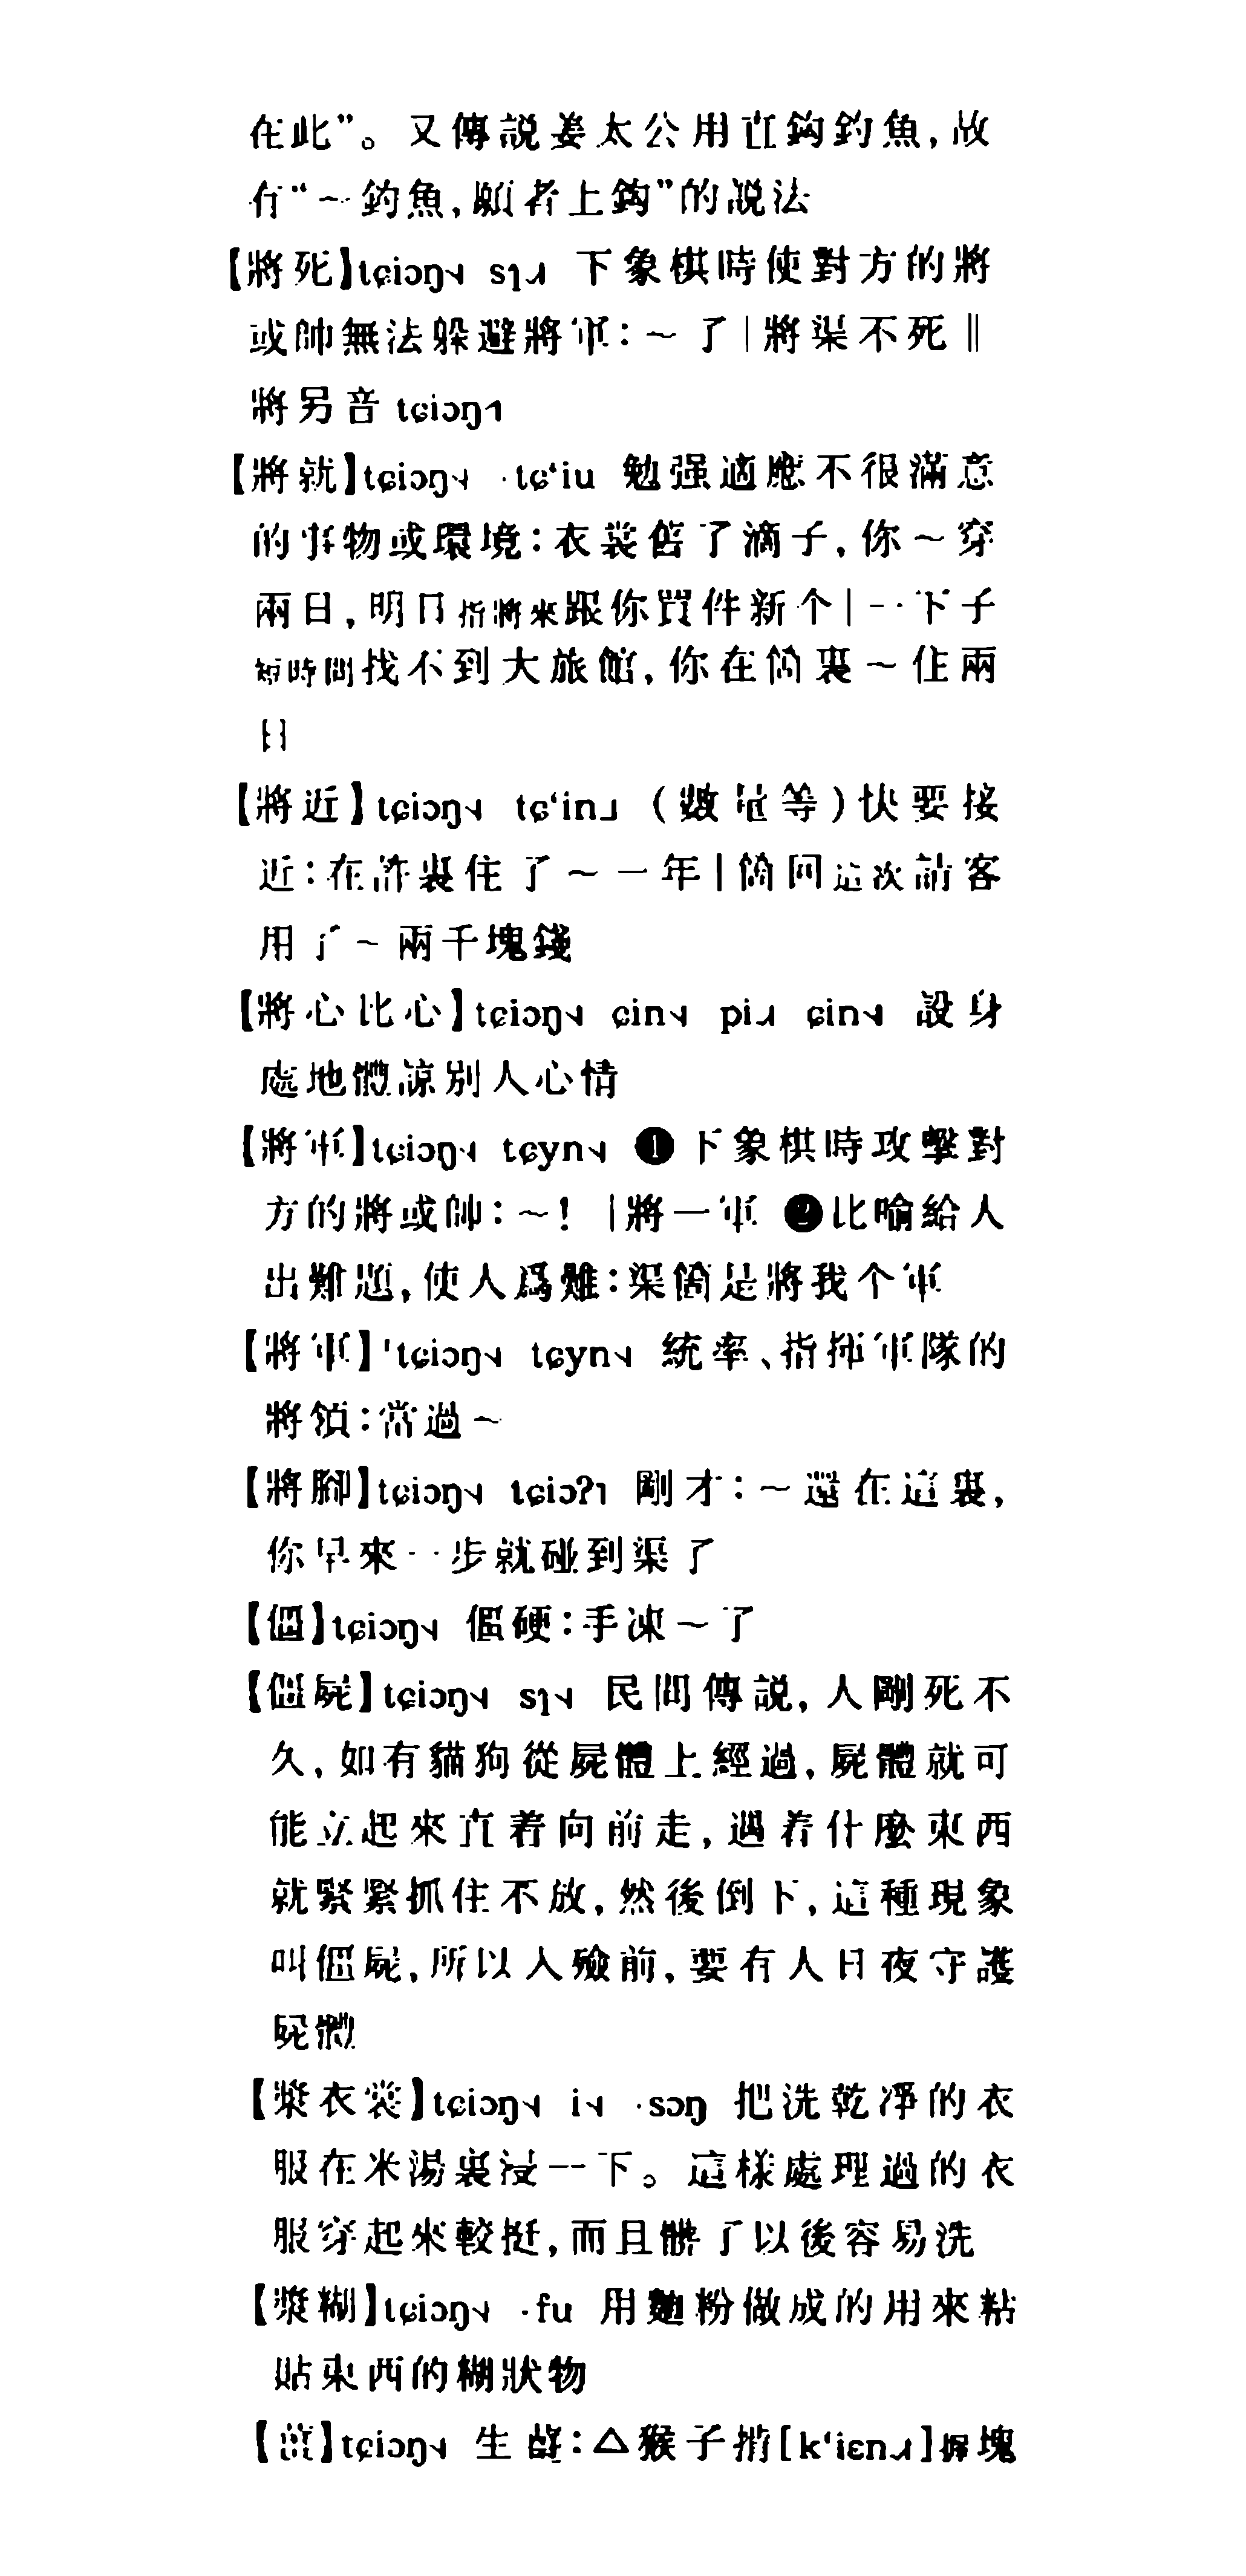 在此”。又傳説姜太公用直鈎釣魚,故
有“～釣魚,願者上鈎”的説法
【將死】tɕiɔŋ˧˨ sɿ˨˦ 下象棋時使對方的將
或帥無法躲避將軍:～了|將渠不死‖
將另音 tɕiɔŋ˦
【將就】tɕiɔŋ˧˨ ·tɕ‘iu 勉强適應不很滿意
的事物或環境:衣裳舊了滴子,你～穿
兩日,明日指將來跟你買件新个|一下子
短時間找不到大旅館,你在箇裏～住兩
日
【將近】tɕiɔŋ˧˨ tɕ‘in˩ (數量等)快要接
近:在許裏住了～一年|箇回這次請客
用了～兩千塊錢
【將心比心】tɕiɔŋ˧˨ ɕin˧˨ pi˨˦ ɕin˧˨ 設身
處地體諒別人心情
【將軍】tɕiɔŋ˧˨ tɕyn˧˨ ❶下象棋時攻擊對
方的將或帥:～! |將一軍 ❷比喻給人
出難題,使人爲難:渠箇是將我个軍
【將軍】'tɕiɔŋ˧˨ tɕyn˧˨ 統率、指揮軍隊的
將領:當過～
【將腳】tɕiɔŋ˧˨ tɕiɔʔ˥ 剛才:～還在這裏,
你早來一步就碰到渠了
【僵】tɕiɔŋ˧˨ 僵硬:手凍～了
【僵屍】tɕiɔŋ˧˨ sɿ˧˨ 民間傳説,人剛死不
久,如有貓狗從屍體上經過,屍體就可
能立起來直着向前走,遇着什麽東西
就緊緊抓住不放,然後倒下,這種現象
叫僵屍,所以入殮前,要有人日夜守護
屍體
【漿衣裳】tɕiɔŋ˧˨ i˧˨ ·sɔŋ 把洗乾淨的衣
服在米湯裏浸一下。這樣處理過的衣
服穿起來較挺,而且髒了以後容易洗
【漿糊】tɕiɔŋ˧˨ ·fu 用麵粉做成的用來粘
貼東西的糊狀物
【薑】tɕiɔŋ˧˨ 生薑:△猴子揹[k‘iɛn˨˦]塊